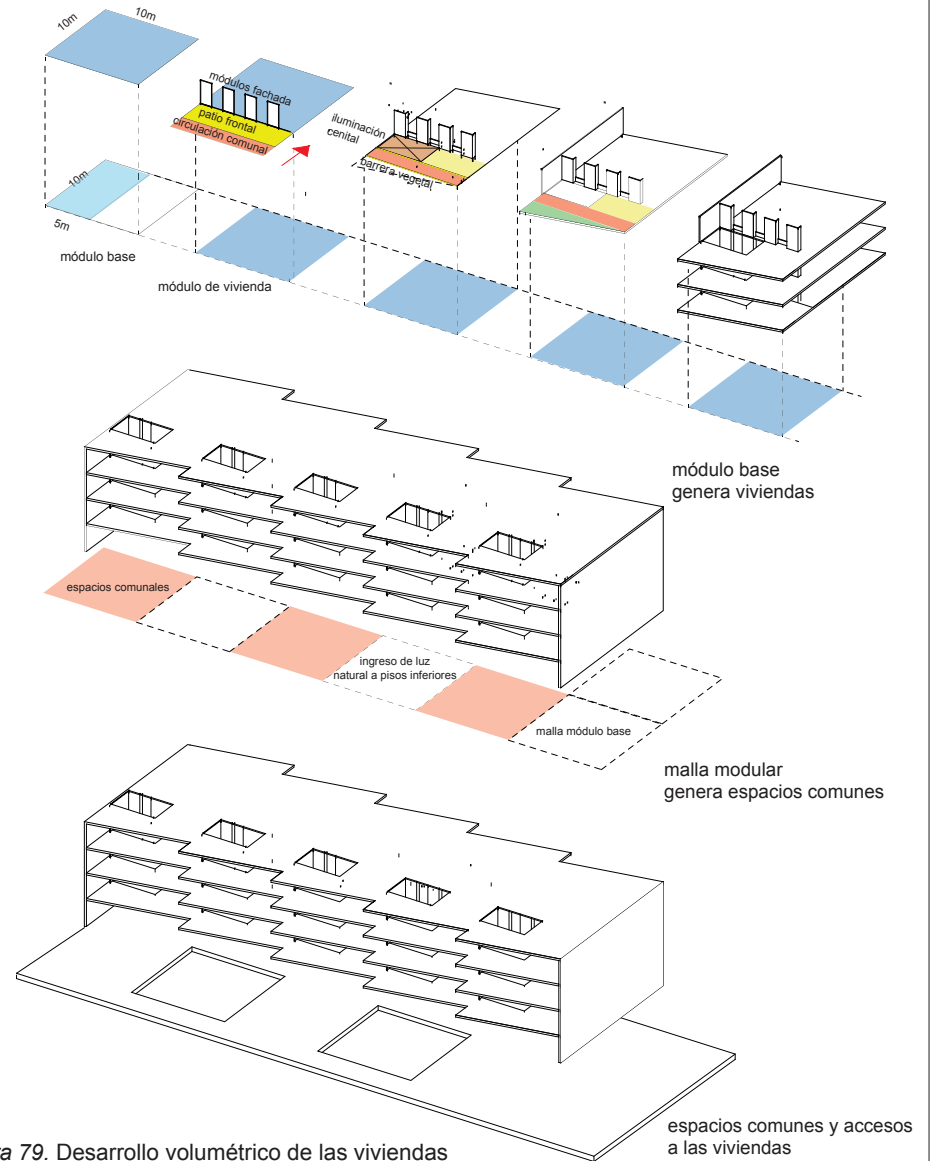 10m
10m
módulos fachada
patio frontal
circulación comunal
iluminación
cenital
barrera vegetal
10m
5m
módulo base
módulo de vivienda
módulo base
genera viviendas
espacios comunales
ingreso de luz
natural a pisos inferiores
malla módulo base
malla modular
genera espacios comunes
espacios comunes y accesos
a las viviendas
a 79. Desarrollo volumétrico de las viviendas